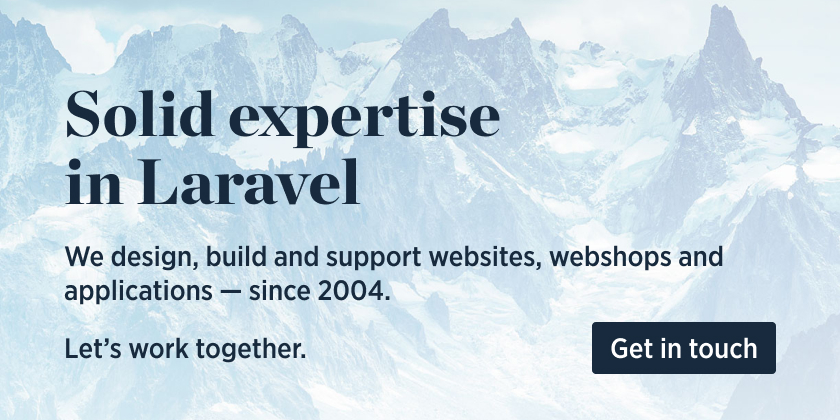 Solid expertise
in Laravel
We design, build and support websites, webshops and
applications — since 2004.
Let’s work together.
Get in touch